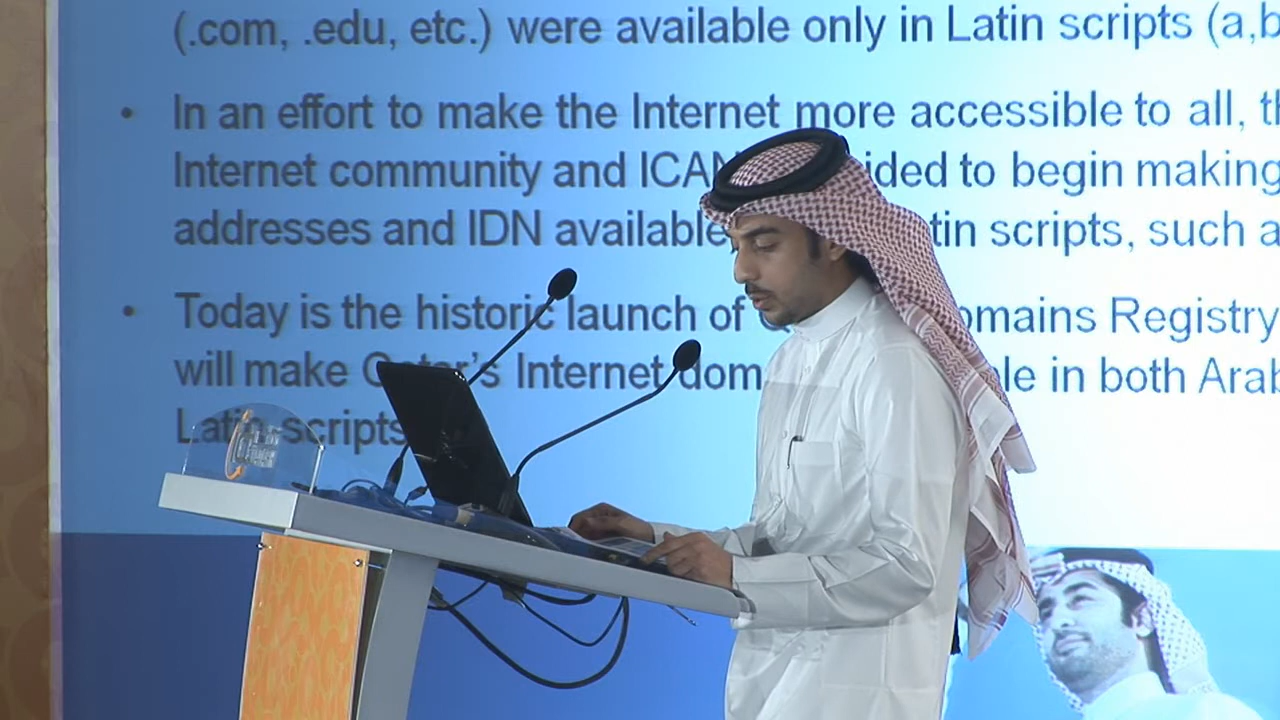 (.com, .edu, etc.) were available only in Latin scripts (a,b
• In an effort to make the Internet more accessible to all, th
Internet community and ICAN ided to begin making
addresses and IDN available tin scripts, such a
• Today is the historic launch of omains Registry
will make Qatar's Internet dom le in both Arab
Latin scripts